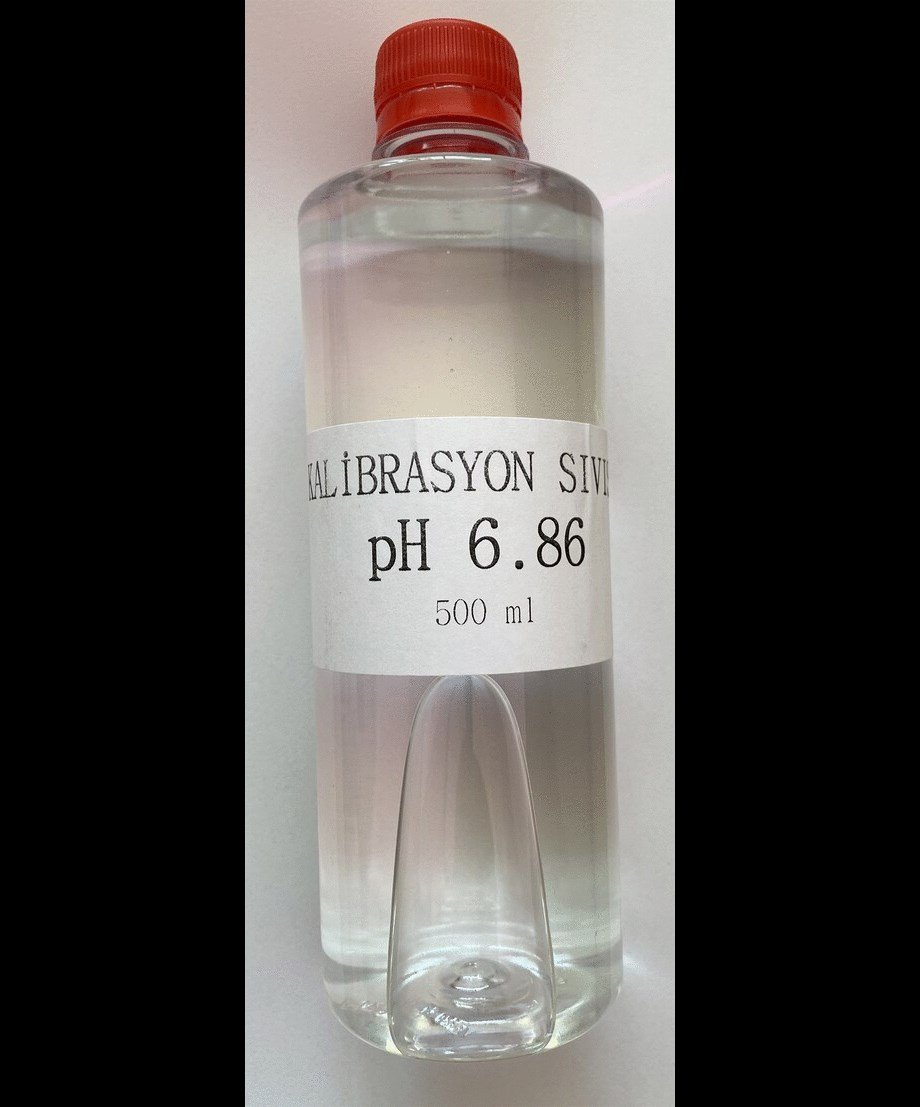 KALİBRASYON SIVI
pH 6.86
500 ml